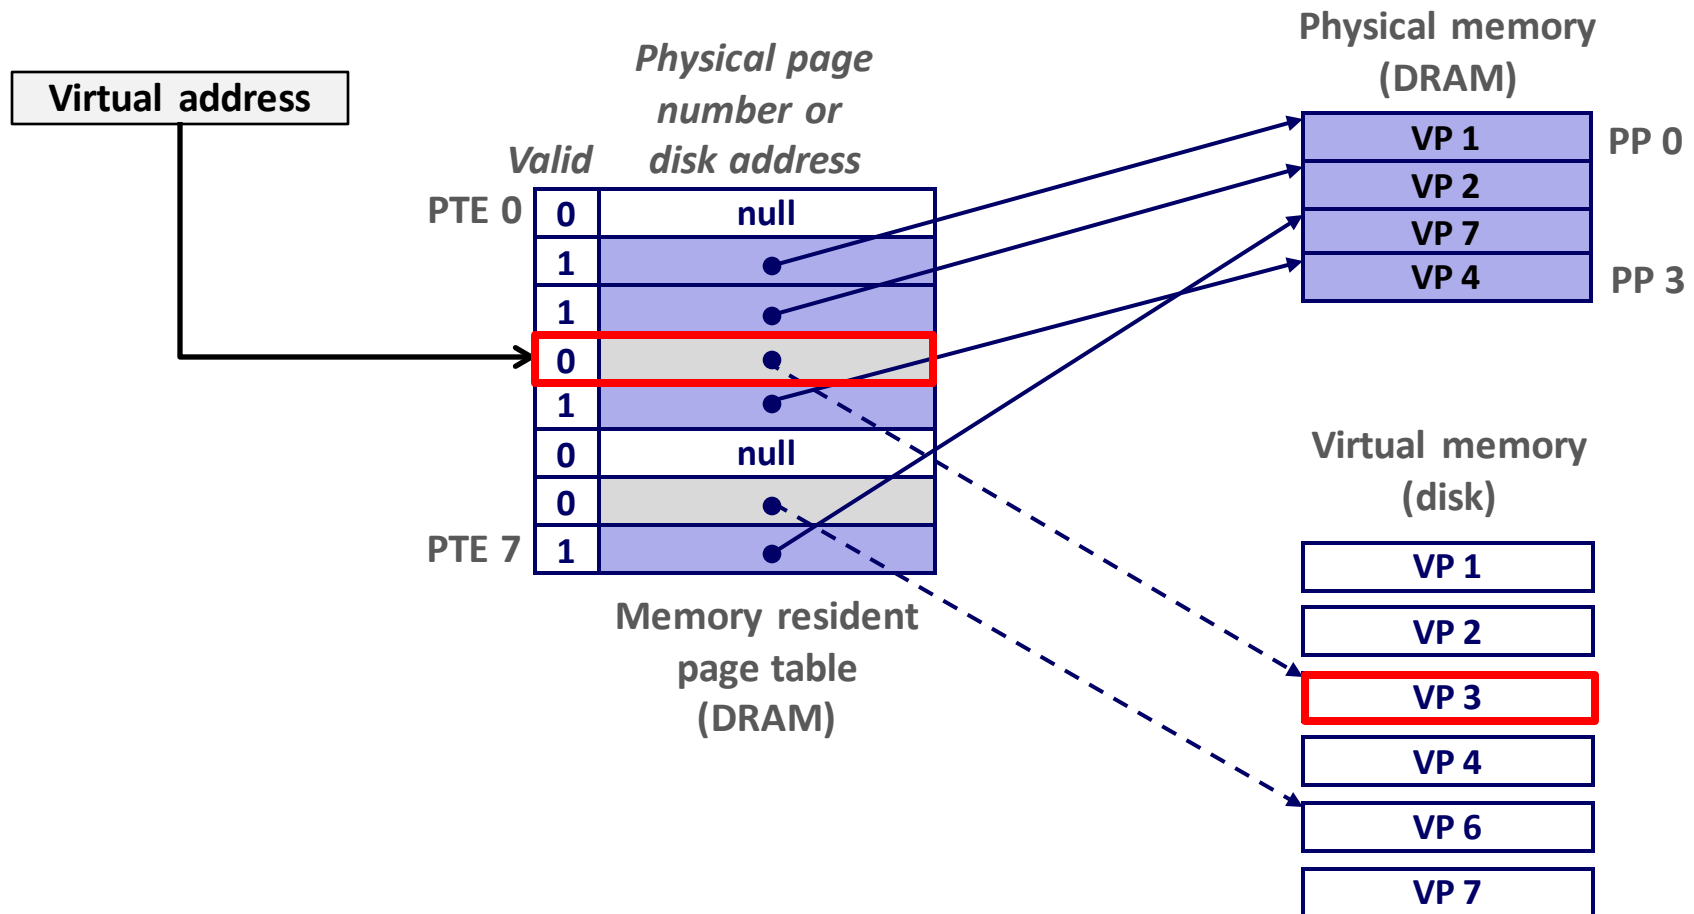 Virtual address
Physical page
number or
disk address
Valid
PTE 0
0
null
1
1
0
1
0
null
0
PTE 7
1
Memory resident
page table
(DRAM)
Physical memory
(DRAM)
VP 1
PP 0
VP 2
VP 7
VP 4
PP 3
Virtual memory
(disk)
VP 1
VP 2
VP 3
VP 4
VP 6
VP 7